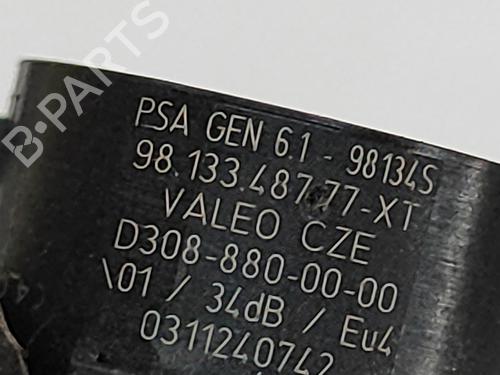 B-PARTS
PSA GEN 6.1 - 98134S
98.133.487.77-XT
VALEO CZE
D308-880-00-00
\01 / 34dB / Eu4
0311240742